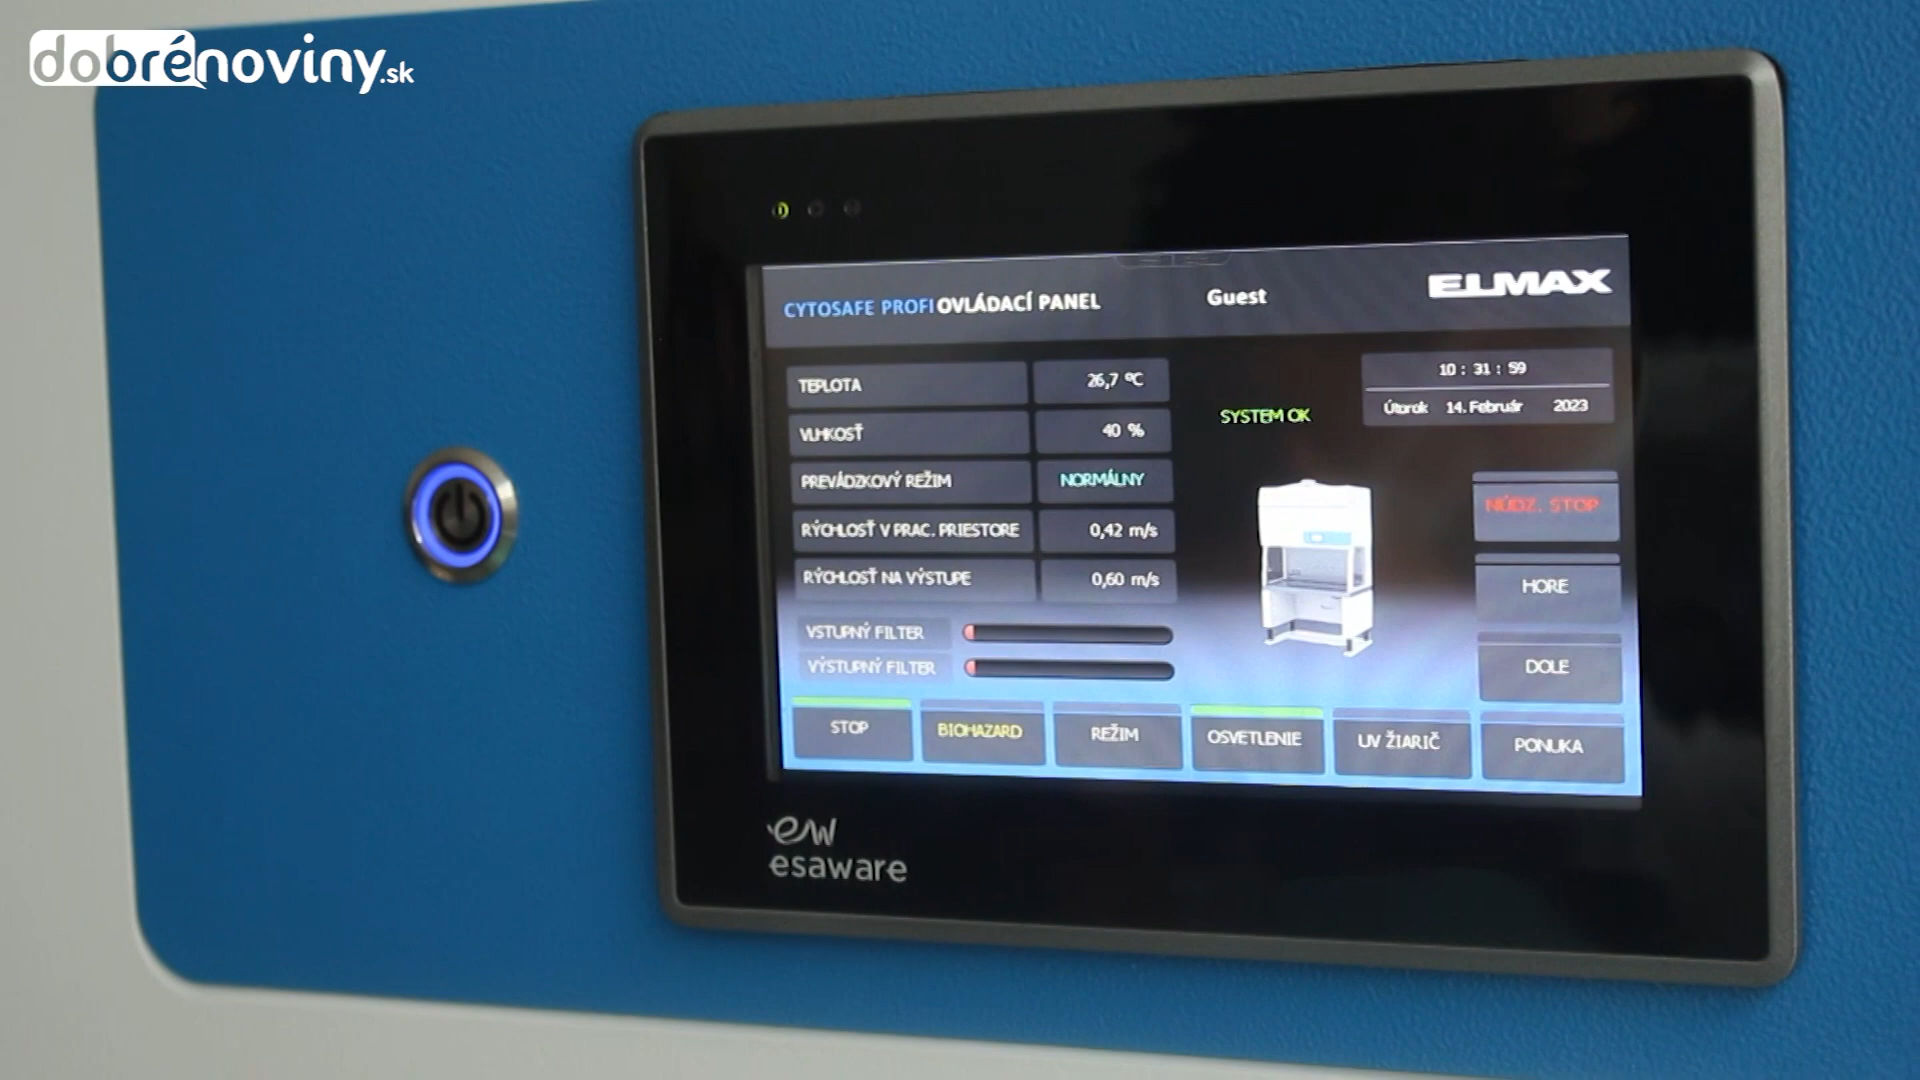 dobrénoviny.sk
CYTOSAFE PROFI OVLÁDACÍ PANEL
Guest
ELMAX
TEPLOTA 26,7 °C
VLHKOSŤ 40 %
PREVÁDZKOVÝ REŽIM NORMÁLNY
RÝCHLOSŤ V PRAC. PRIESTORE 0,42 m/s
RÝCHLOSŤ NA VÝSTUPE 0,60 m/s
VSTUPNÝ FILTER
VÝSTUPNÝ FILTER
SYSTEM OK
10 : 31 : 59
Útorok 14. Február 2023
NÚDZ. STOP
HORE
DOLE
STOP
BIOHAZARD
REŽIM
OSVETLENIE
UV ŽIARIČ
PONUKA
ew
esaware